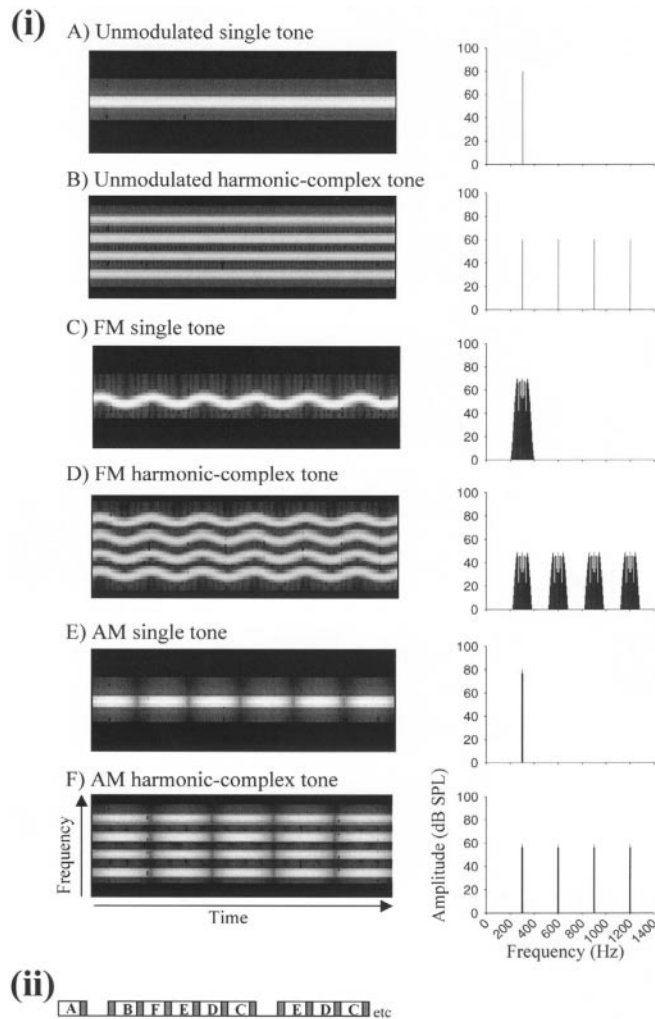 (i)
A) Unmodulated single tone
100
80
60
40
20
0
B) Unmodulated harmonic-complex tone
100
80
60
40
20
0
C) FM single tone
100
80
60
40
20
0
D) FM harmonic-complex tone
100
80
60
40
20
0
E) AM single tone
100
80
60
40
20
0
F) AM harmonic-complex tone
100
80
60
40
20
0
Amplitude (dB SPL)
Frequency
Time
0 200 400 600 800 1000 1200 1400
Frequency (Hz)
(ii)
A B F E D C E D C etc